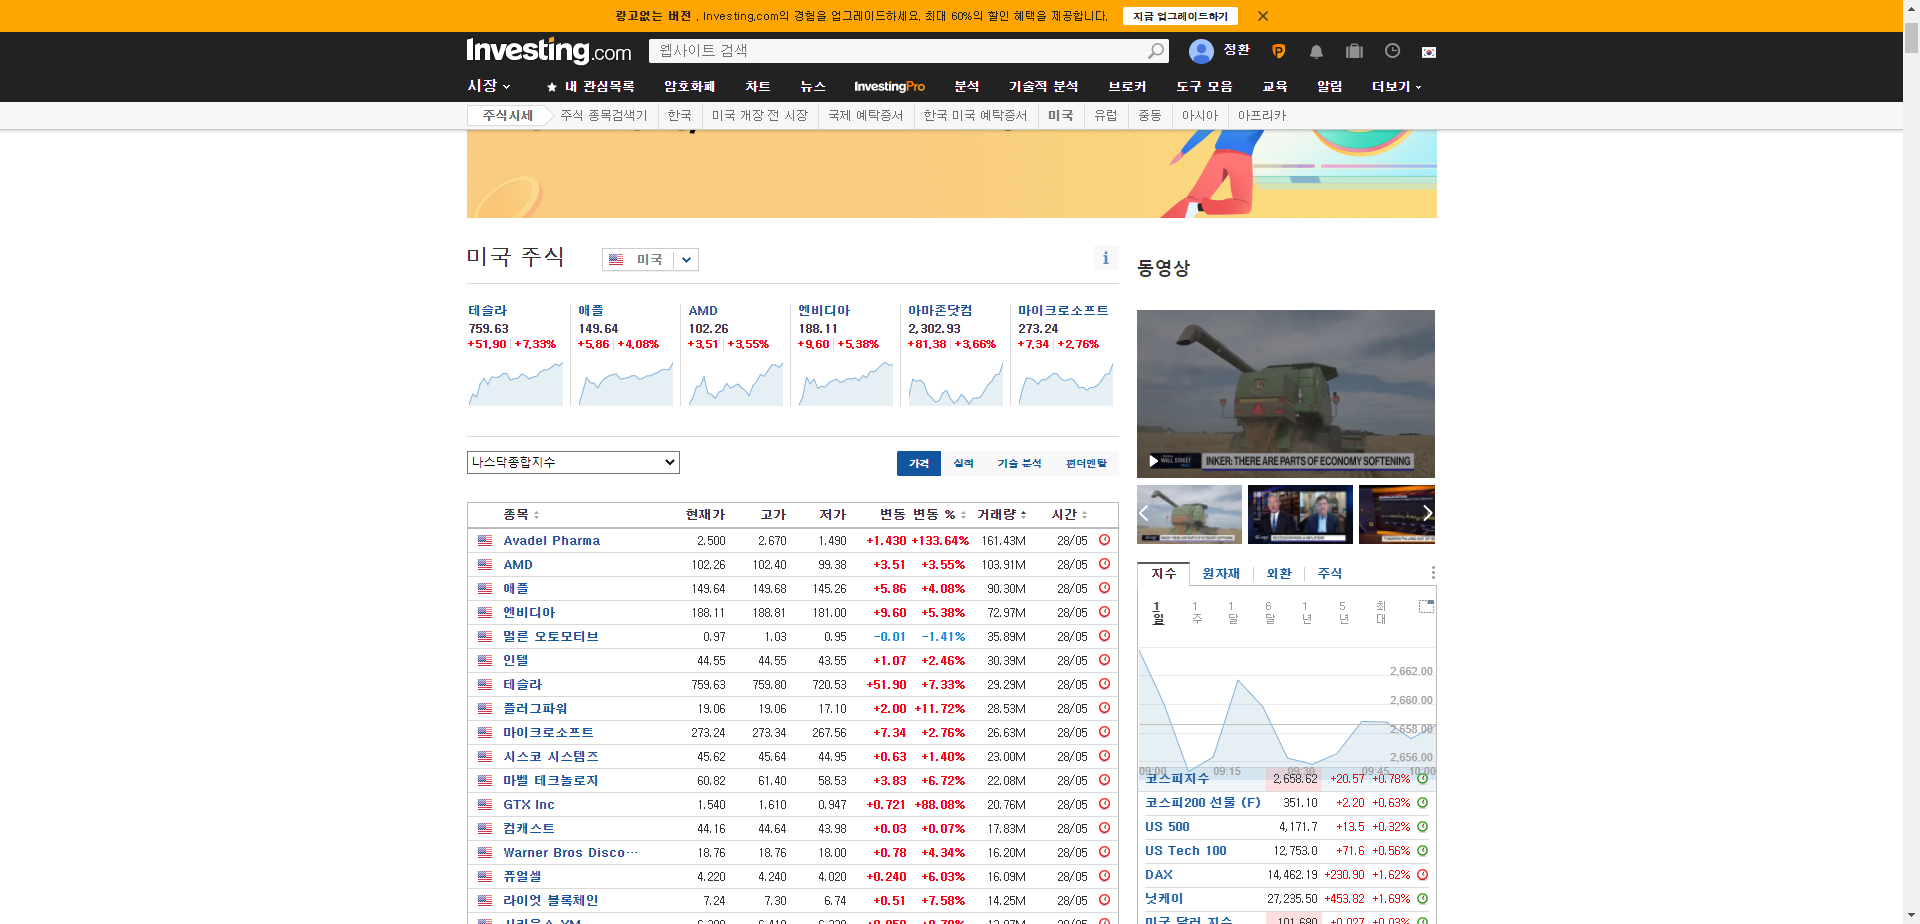 광고없는 버전 . Investing.com의 경험을 업그레이드하세요. 최대 60%의 할인 혜택을 제공합니다. 지금 업그레이드하기
Investing.com 웹사이트 검색 정환
시장 내 관심목록 암호화폐 차트 뉴스 InvestingPro 분석 기술적 분석 브로커 도구 모음 교육 알림 더보기
주식시세 주식 종목검색기 한국 미국 개장 전 시장 국제 예탁증서 한국 미국 예탁증서 미국 유럽 중동 아시아 아프리카
미국 주식 미국 i
테슬라 애플 AMD 엔비디아 아마존닷컴 마이크로소프트
759.63 149.64 102.26 188.11 2,302.93 273.24
+51.90 +7.33% +5.86 +4.08% +3.51 +3.55% +9.60 +5.38% +81.38 +3.66% +7.34 +2.76%
나스닥종합지수 가격 실적 기술 분석 펀더멘탈
종목 현재가 고가 저가 변동 변동 % 거래량 시간
Avadel Pharma 2.500 2.670 1.490 +1.430 +133.64% 161.43M 28/05
AMD 102.26 102.40 99.38 +3.51 +3.55% 103.91M 28/05
애플 149.64 149.68 145.26 +5.86 +4.08% 90.30M 28/05
엔비디아 188.11 188.81 181.00 +9.60 +5.38% 72.97M 28/05
멀른 오토모티브 0.97 1.03 0.95 -0.01 -1.41% 35.89M 28/05
인텔 44.55 44.55 43.55 +1.07 +2.46% 30.39M 28/05
테슬라 759.63 759.80 720.53 +51.90 +7.33% 29.29M 28/05
플러그파워 19.06 19.06 17.10 +2.00 +11.72% 28.53M 28/05
마이크로소프트 273.24 273.34 267.56 +7.34 +2.76% 26.63M 28/05
시스코 시스템즈 45.62 45.64 44.95 +0.63 +1.40% 23.00M 28/05
마벨 테크놀로지 60.82 61.40 58.53 +3.83 +6.72% 22.08M 28/05
GTX Inc 1.540 1.610 0.947 +0.721 +88.08% 20.76M 28/05
컴캐스트 44.16 44.64 43.98 +0.03 +0.07% 17.83M 28/05
Warner Bros Disco… 18.76 18.76 18.00 +0.78 +4.34% 16.20M 28/05
퓨얼셀 4.220 4.240 4.020 +0.240 +6.03% 16.09M 28/05
라이엇 블록체인 7.24 7.30 6.74 +0.51 +7.58% 14.25M 28/05
동영상
WALL STREET INKER: THERE ARE PARTS OF ECONOMY SOFTENING
지수 원자재 외환 주식
1일 1주 1달 6달 1년 5년 최대
2,662.00
2,660.00
2,658.00
2,656.00
09:00 09:15 09:30 09:45 10:00
코스피지수 2,658.62 +20.57 +0.78%
코스피200 선물 (F) 351.10 +2.20 +0.63%
US 500 4,171.7 +13.5 +0.32%
US Tech 100 12,753.0 +71.6 +0.56%
DAX 14,462.19 +230.90 +1.62%
닛케이 27,235.50 +453.82 +1.69%
미국 달러 지수 101.680 +0.027 +0.03%